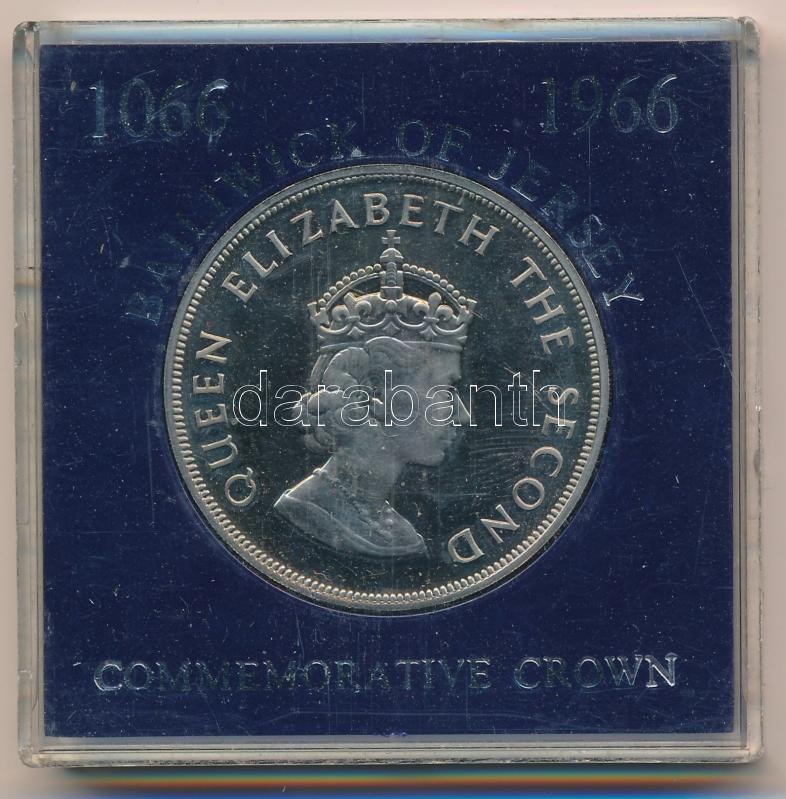 1066 1966
BAILIWICK OF JERSEY
QUEEN ELIZABETH THE SECOND
darabanth
COMMEMORATIVE CROWN